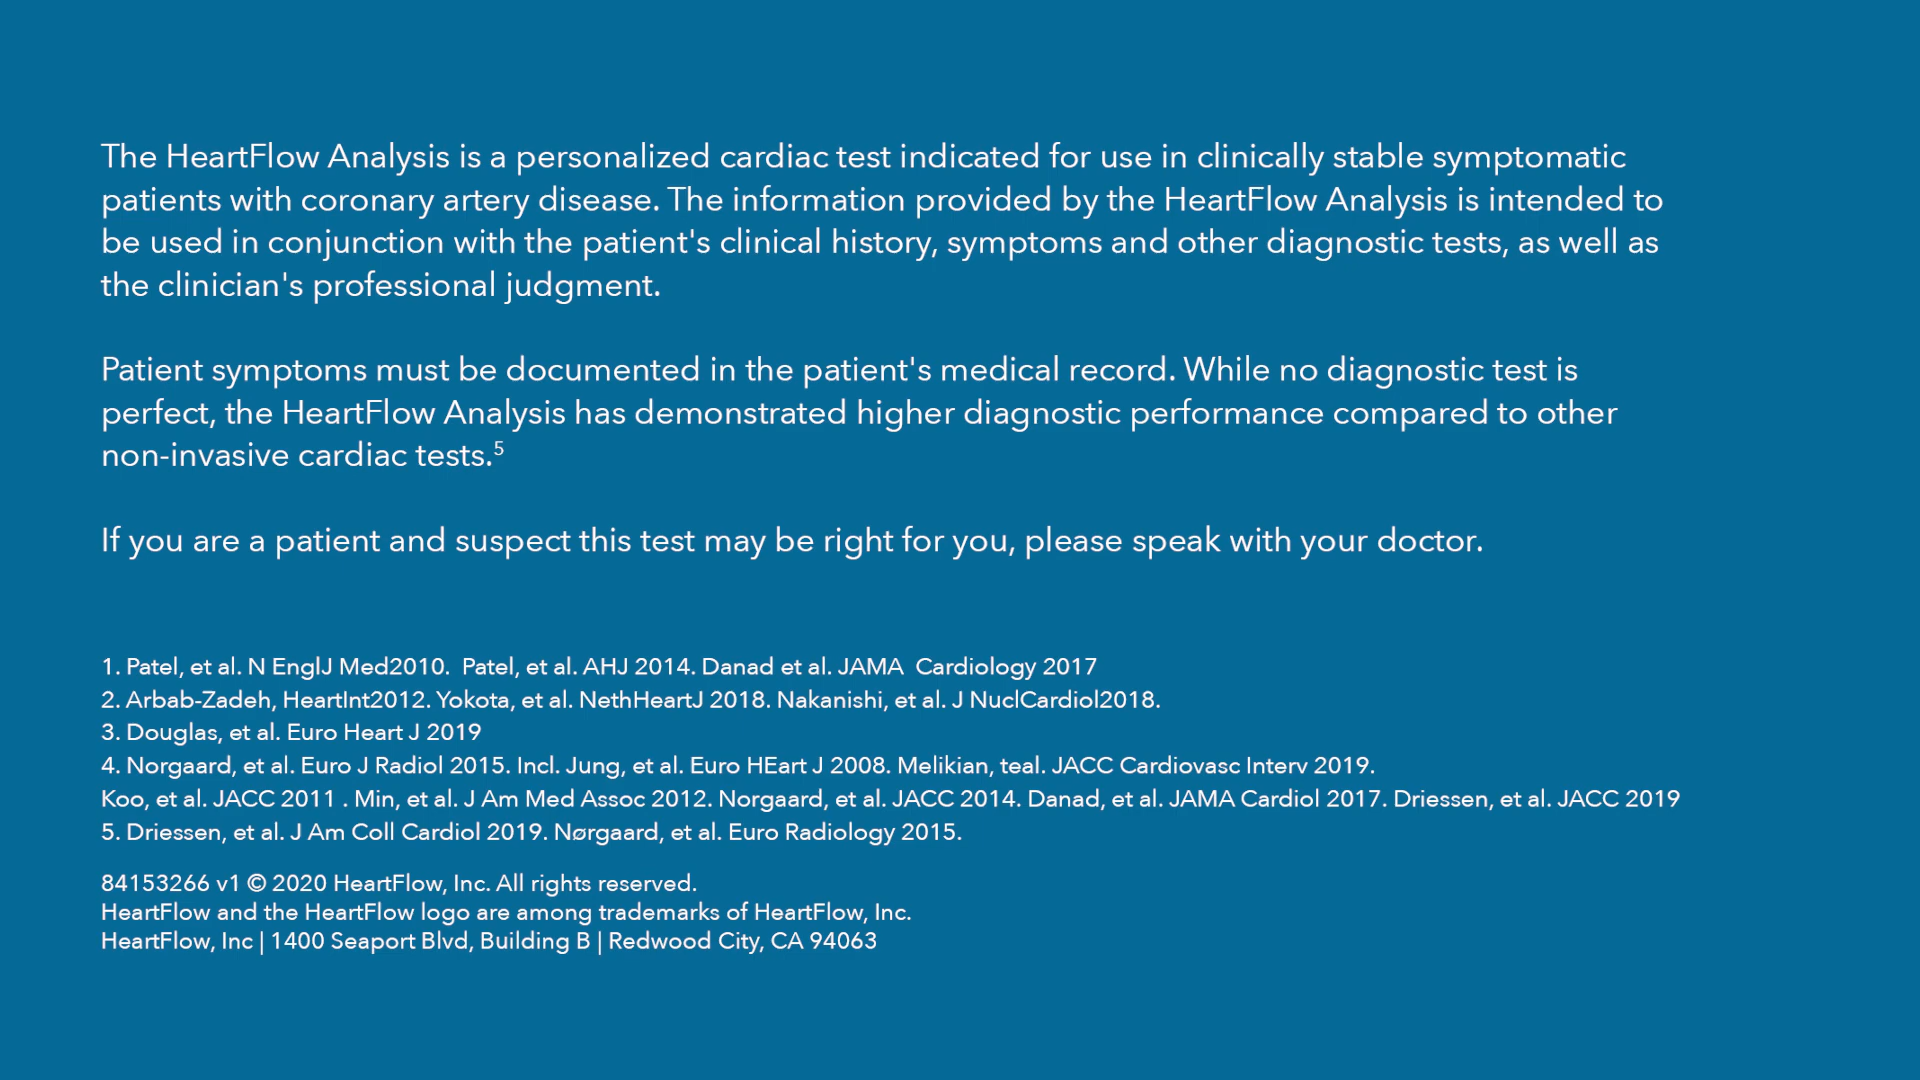 The HeartFlow Analysis is a personalized cardiac test indicated for use in clinically stable symptomatic
patients with coronary artery disease. The information provided by the HeartFlow Analysis is intended to
be used in conjunction with the patient's clinical history, symptoms and other diagnostic tests, as well as
the clinician's professional judgment.
Patient symptoms must be documented in the patient's medical record. While no diagnostic test is
perfect, the HeartFlow Analysis has demonstrated higher diagnostic performance compared to other
non-invasive cardiac tests.⁵
If you are a patient and suspect this test may be right for you, please speak with your doctor.
1. Patel, et al. N EnglJ Med2010.  Patel, et al. AHJ 2014. Danad et al. JAMA  Cardiology 2017
2. Arbab-Zadeh, HeartInt2012. Yokota, et al. NethHeartJ 2018. Nakanishi, et al. J NuclCardiol2018.
3. Douglas, et al. Euro Heart J 2019
4. Norgaard, et al. Euro J Radiol 2015. Incl. Jung, et al. Euro HEart J 2008. Melikian, teal. JACC Cardiovasc Interv 2019.
Koo, et al. JACC 2011 . Min, et al. J Am Med Assoc 2012. Norgaard, et al. JACC 2014. Danad, et al. JAMA Cardiol 2017. Driessen, et al. JACC 2019
5. Driessen, et al. J Am Coll Cardiol 2019. Nørgaard, et al. Euro Radiology 2015.
84153266 v1 © 2020 HeartFlow, Inc. All rights reserved.
HeartFlow and the HeartFlow logo are among trademarks of HeartFlow, Inc.
HeartFlow, Inc | 1400 Seaport Blvd, Building B | Redwood City, CA 94063